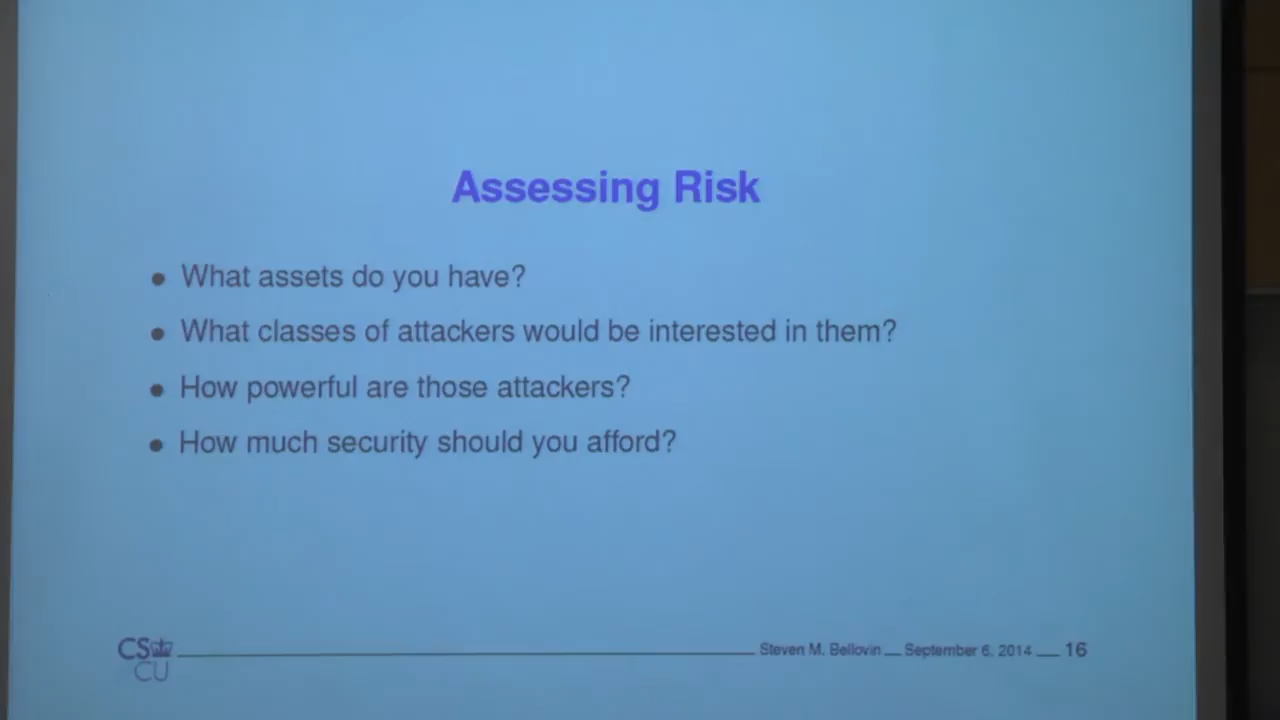 Assessing Risk
• What assets do you have?
• What classes of attackers would be interested in them?
• How powerful are those attackers?
• How much security should you afford?
CS
CU
Steven M. Bellovin — September 6, 2014 — 16